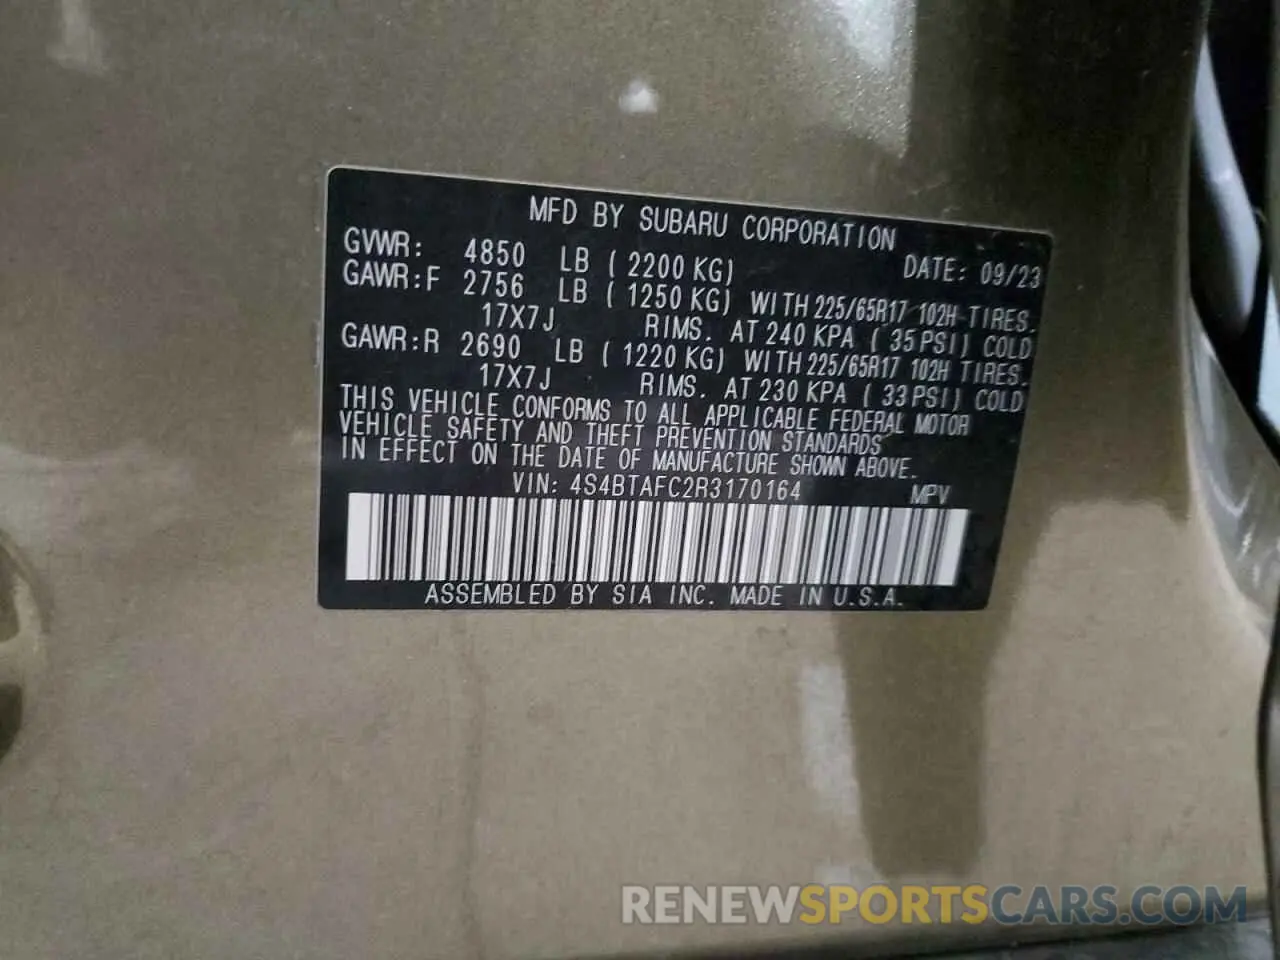 MFD BY SUBARU CORPORATION
GVWR: 4850 LB ( 2200 KG) DATE: 09/23
GAWR:F 2756 LB ( 1250 KG) WITH 225/65R17 102H TIRES.
17X7J RIMS. AT 240 KPA ( 35 PSI) COLD
GAWR:R 2690 LB ( 1220 KG) WITH 225/65R17 102H TIRES.
17X7J RIMS. AT 230 KPA ( 33 PSI) COLD
THIS VEHICLE CONFORMS TO ALL APPLICABLE FEDERAL MOTOR
VEHICLE SAFETY AND THEFT PREVENTION STANDARDS
IN EFFECT ON THE DATE OF MANUFACTURE SHOWN ABOVE.
VIN: 4S4BTAFC2R3170164 MPV
ASSEMBLED BY SIA INC. MADE IN U.S.A.
RENEWSPORTSCARS.COM